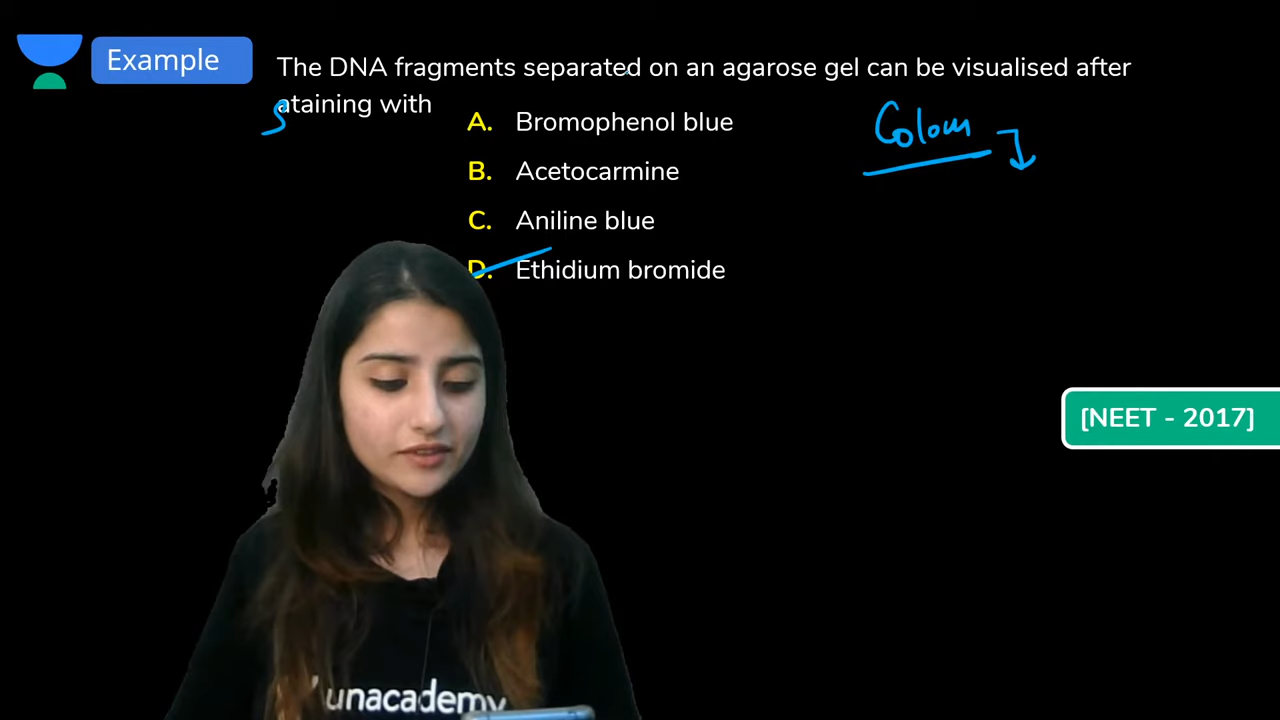 Example
The DNA fragments separated on an agarose gel can be visualised after
ataining with
S
A. Bromophenol blue
Colour
B. Acetocarmine
C. Aniline blue
D. Ethidium bromide
[NEET - 2017]
unacademy